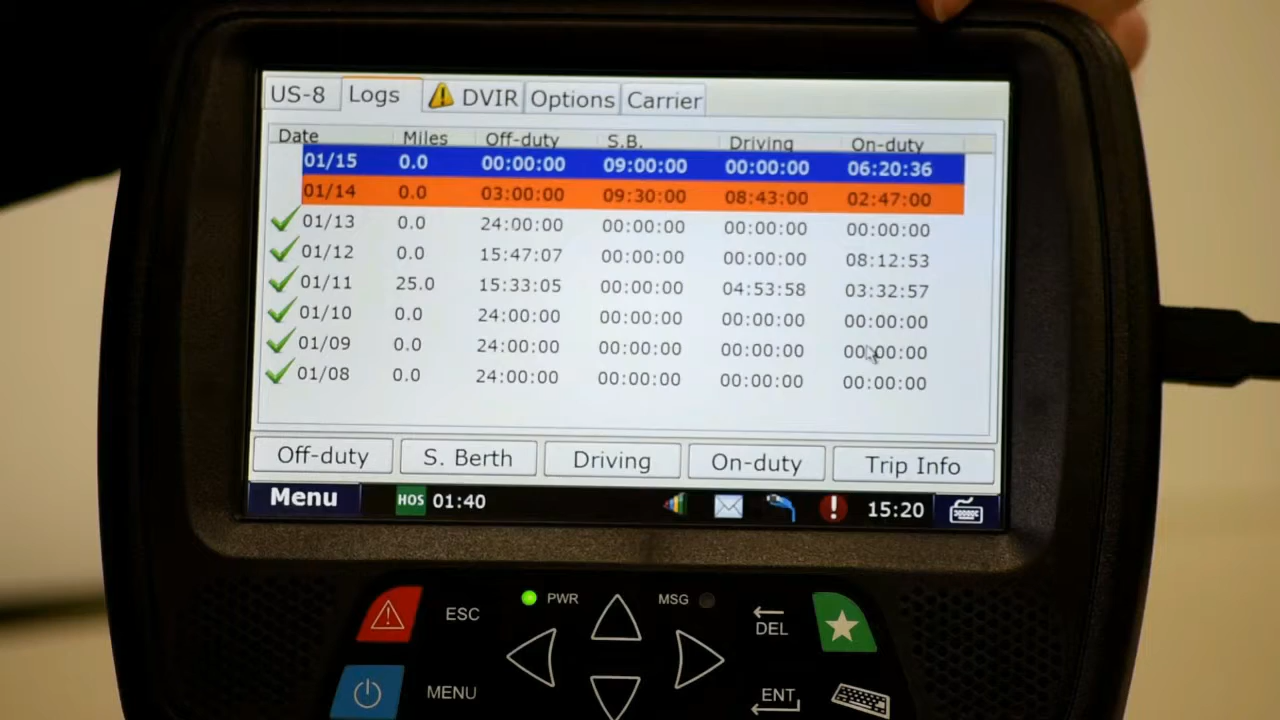 US-8 Logs DVIR Options Carrier
Date Miles Off-duty S.B. Driving On-duty
01/15 0.0 00:00:00 09:00:00 00:00:00 06:20:36
01/14 0.0 03:00:00 09:30:00 08:43:00 02:47:00
01/13 0.0 24:00:00 00:00:00 00:00:00 00:00:00
01/12 0.0 15:47:07 00:00:00 00:00:00 08:12:53
01/11 25.0 15:33:05 00:00:00 04:53:58 03:32:57
01/10 0.0 24:00:00 00:00:00 00:00:00 00:00:00
01/09 0.0 24:00:00 00:00:00 00:00:00 00:00:00
01/08 0.0 24:00:00 00:00:00 00:00:00 00:00:00
Off-duty S. Berth Driving On-duty Trip Info
Menu HOS 01:40 15:20
ESC PWR MSG DEL
MENU ENT